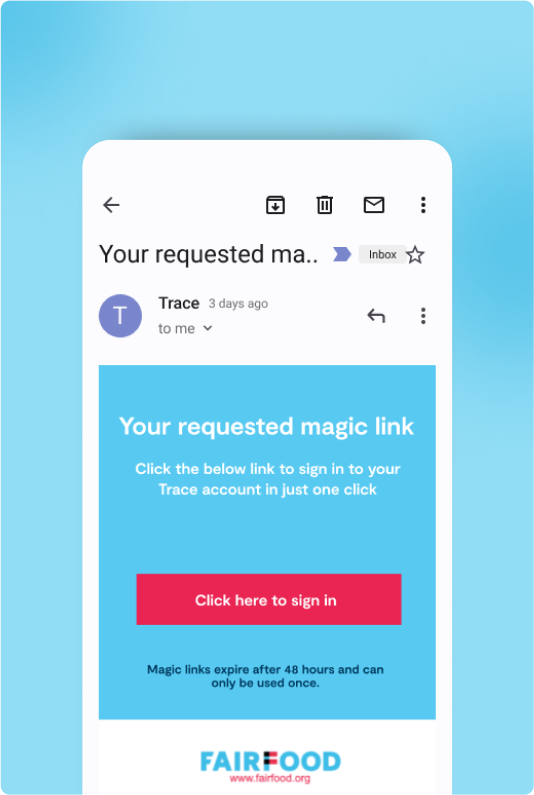 Your requested ma.. Inbox
Trace 3 days ago
T
to me
Your requested magic link
Click the below link to sign in to your
Trace account in just one click
Click here to sign in
Magic links expire after 48 hours and can
only be used once.
FAIRFOOD
www.fairfood.org